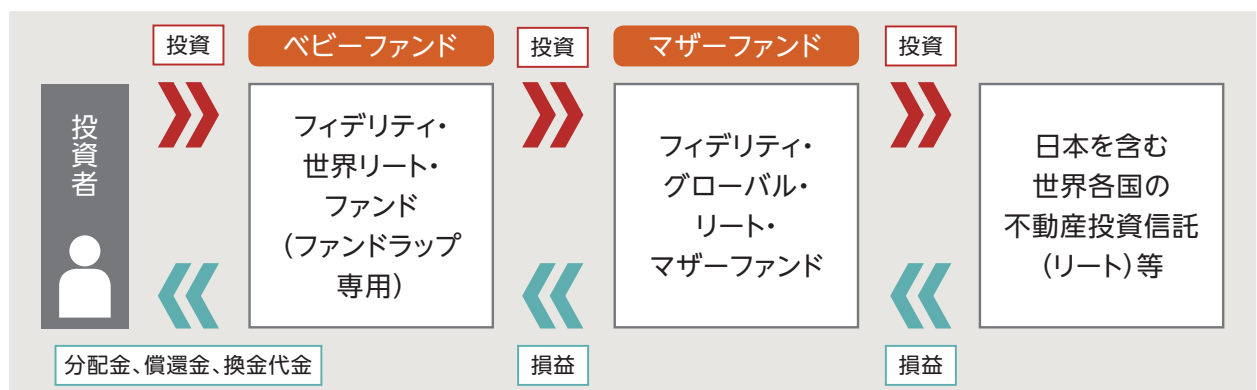 投資
ベビーファンド
投資
マザーファンド
投資
投資者
フィデリティ・
世界リート・
ファンド
(ファンドラップ
専用)
フィデリティ・
グローバル・
リート・
マザーファンド
日本を含む
世界各国の
不動産投資信託
(リート)等
分配金、償還金、換金代金
損益
損益